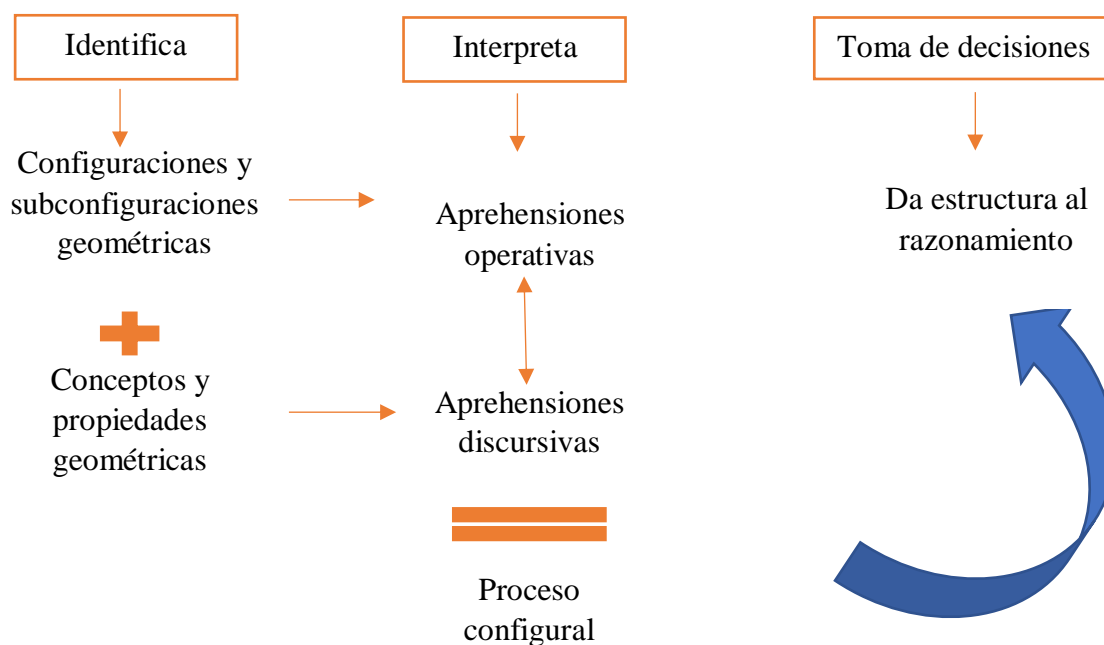 Identifica
Configuraciones y
subconfiguraciones
geométricas
Conceptos y
propiedades
geométricas
Interpreta
Aprehensiones
operativas
Aprehensiones
discursivas
Proceso
configural
Toma de decisiones
Da estructura al
razonamiento